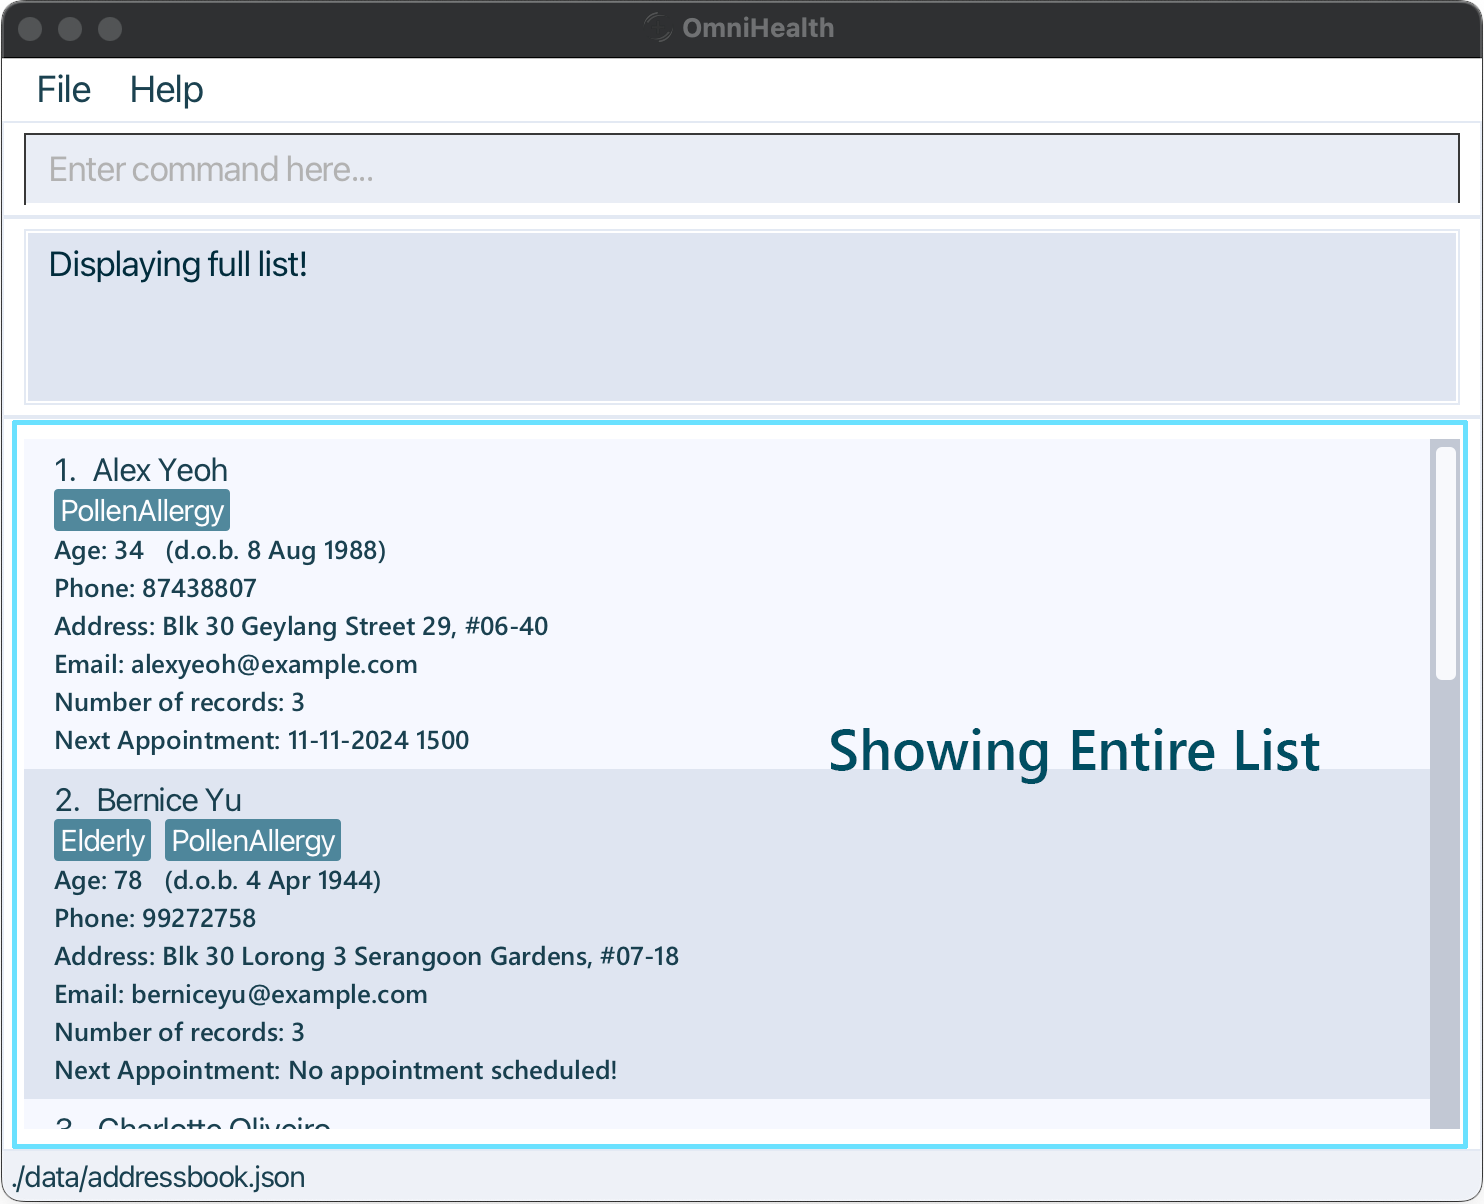 OmniHealth
File Help
Enter command here...
Displaying full list!
1. Alex Yeoh
PollenAllergy
Age: 34 (d.o.b. 8 Aug 1988)
Phone: 87438807
Address: Blk 30 Geylang Street 29, #06-40
Email: alexyeoh@example.com
Number of records: 3
Next Appointment: 11-11-2024 1500
Showing Entire List
2. Bernice Yu
Elderly PollenAllergy
Age: 78 (d.o.b. 4 Apr 1944)
Phone: 99272758
Address: Blk 30 Lorong 3 Serangoon Gardens, #07-18
Email: berniceyu@example.com
Number of records: 3
Next Appointment: No appointment scheduled!
3. Charlotte Oliveiro
./data/addressbook.json